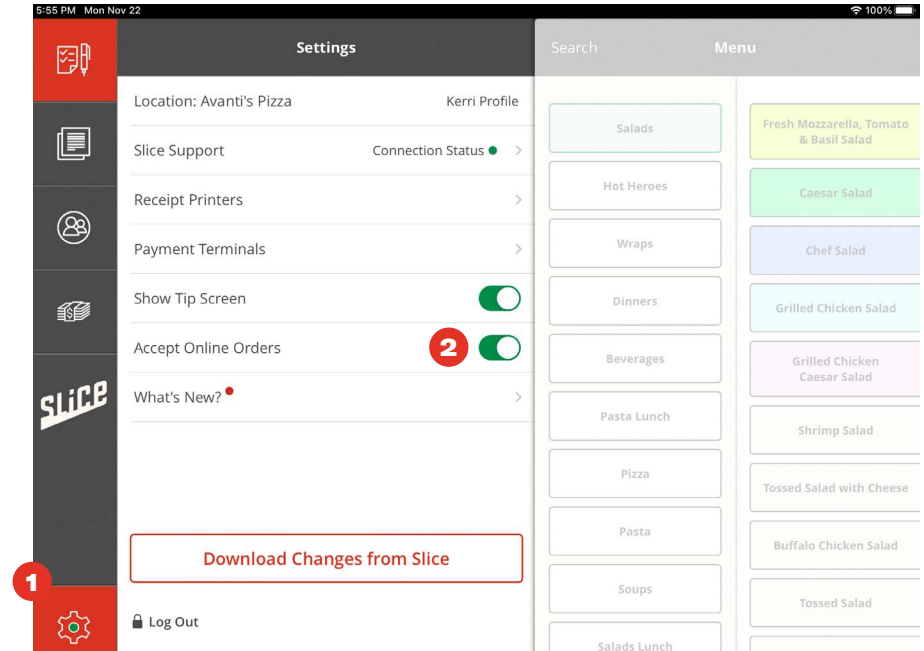 5:55 PM Mon Nov 22
100%
Settings
Search
Menu
Location: Avanti's Pizza
Kerri Profile
Slice Support
Connection Status
Receipt Printers
Payment Terminals
Show Tip Screen
Accept Online Orders
2
What's New?
SLiCE
Download Changes from Slice
1
Log Out
Salads
Hot Heroes
Wraps
Dinners
Beverages
Pasta Lunch
Pizza
Pasta
Soups
Salads Lunch
Fresh Mozzarella, Tomato
& Basil Salad
Caesar Salad
Chef Salad
Grilled Chicken Salad
Grilled Chicken
Caesar Salad
Shrimp Salad
Tossed Salad with Cheese
Buffalo Chicken Salad
Tossed Salad